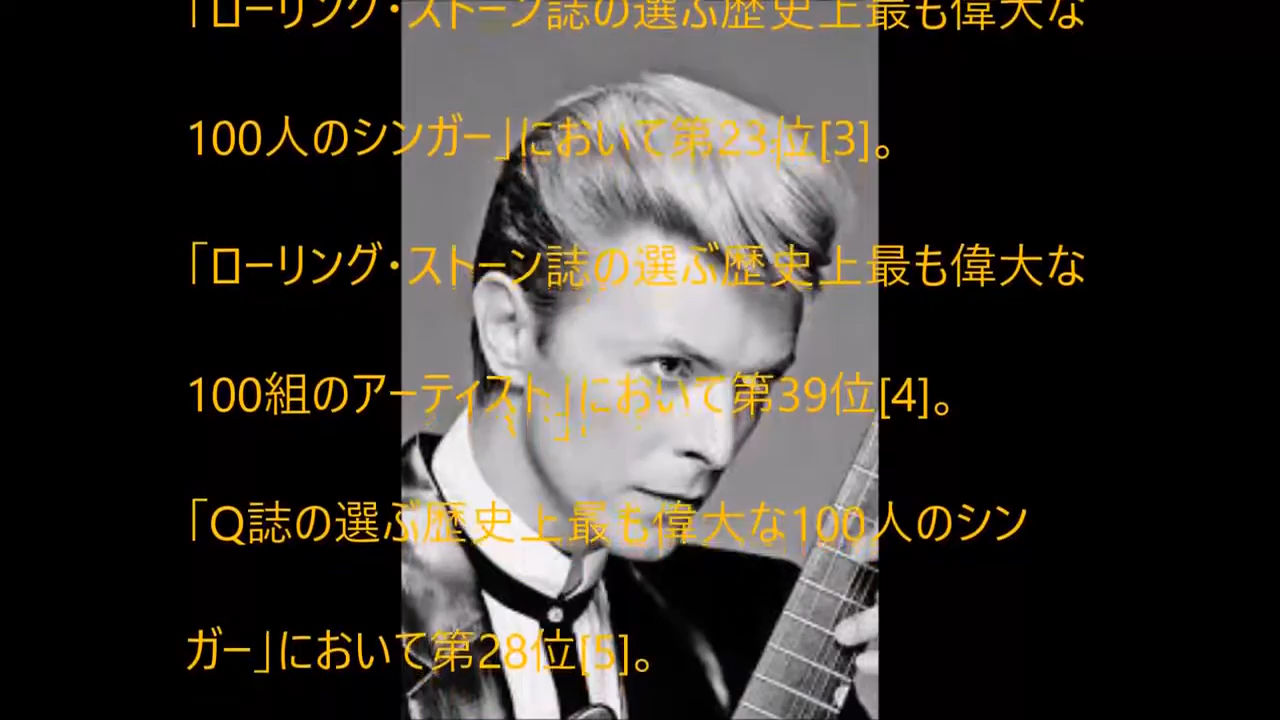 「ローリング・ストーン誌の選ぶ歴史上最も偉大な
100人のシンガー」において第23位[3]。
「ローリング・ストーン誌の選ぶ歴史上最も偉大な
100組のアーティスト」において第39位[4]。
「Q誌の選ぶ歴史上最も偉大な100人のシン
ガー」において第28位[5]。